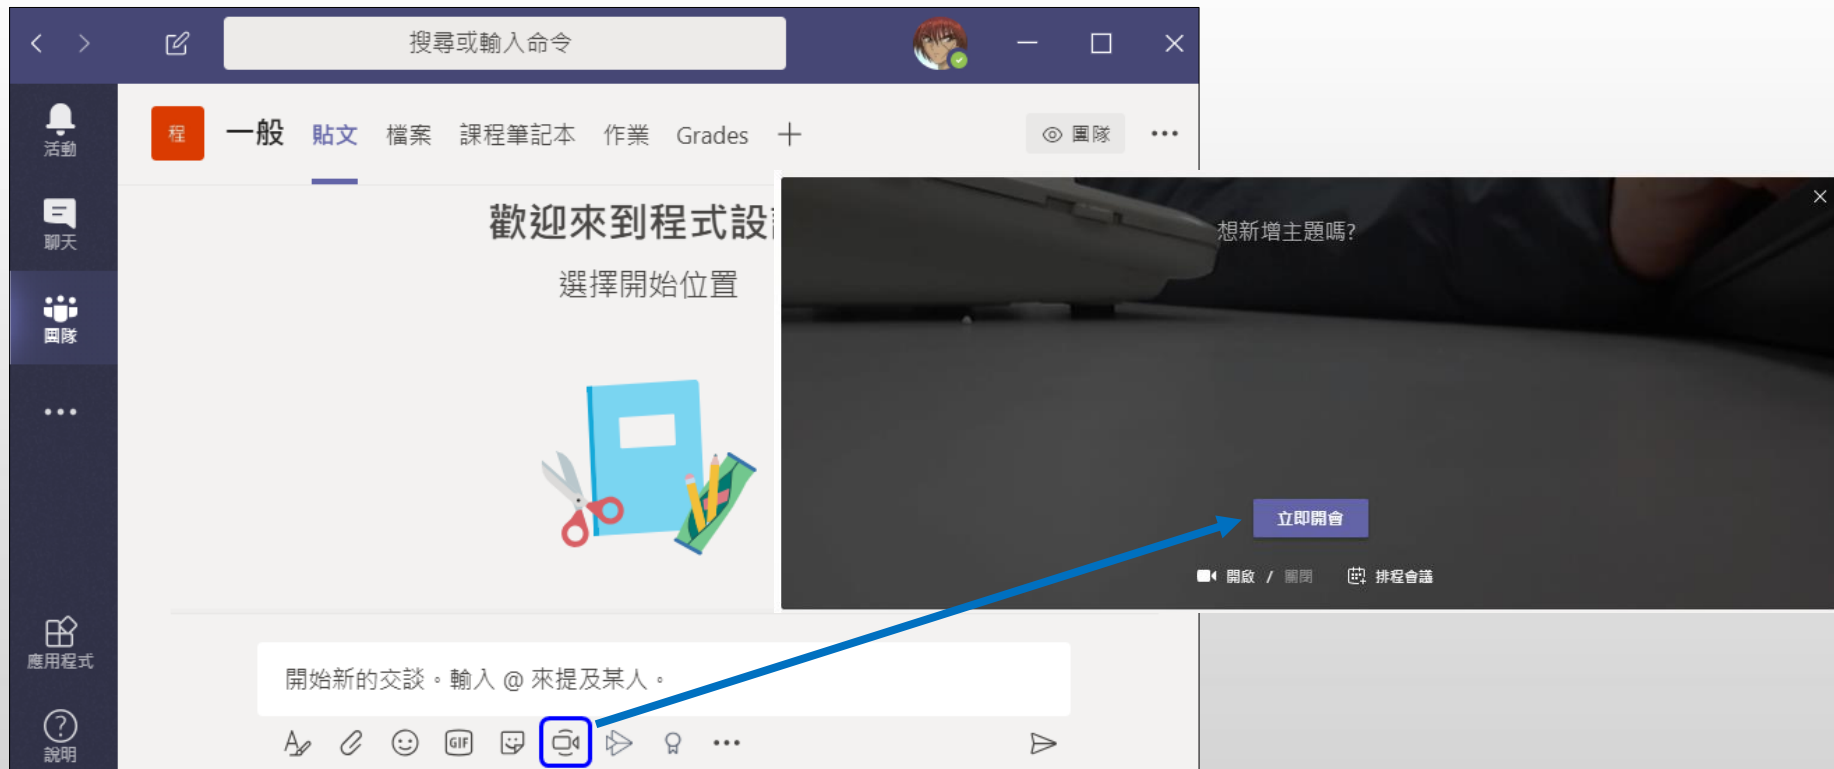 搜尋或輸入命令
活動
程
一般 貼文 檔案 課程筆記本 作業 Grades
團隊
聊天
歡迎來到程式設
想新增主題嗎?
選擇開始位置
團隊
立即開會
開啟 / 關閉 排程會議
應用程式
開始新的交談。輸入 @ 來提及某人。
說明
GIF